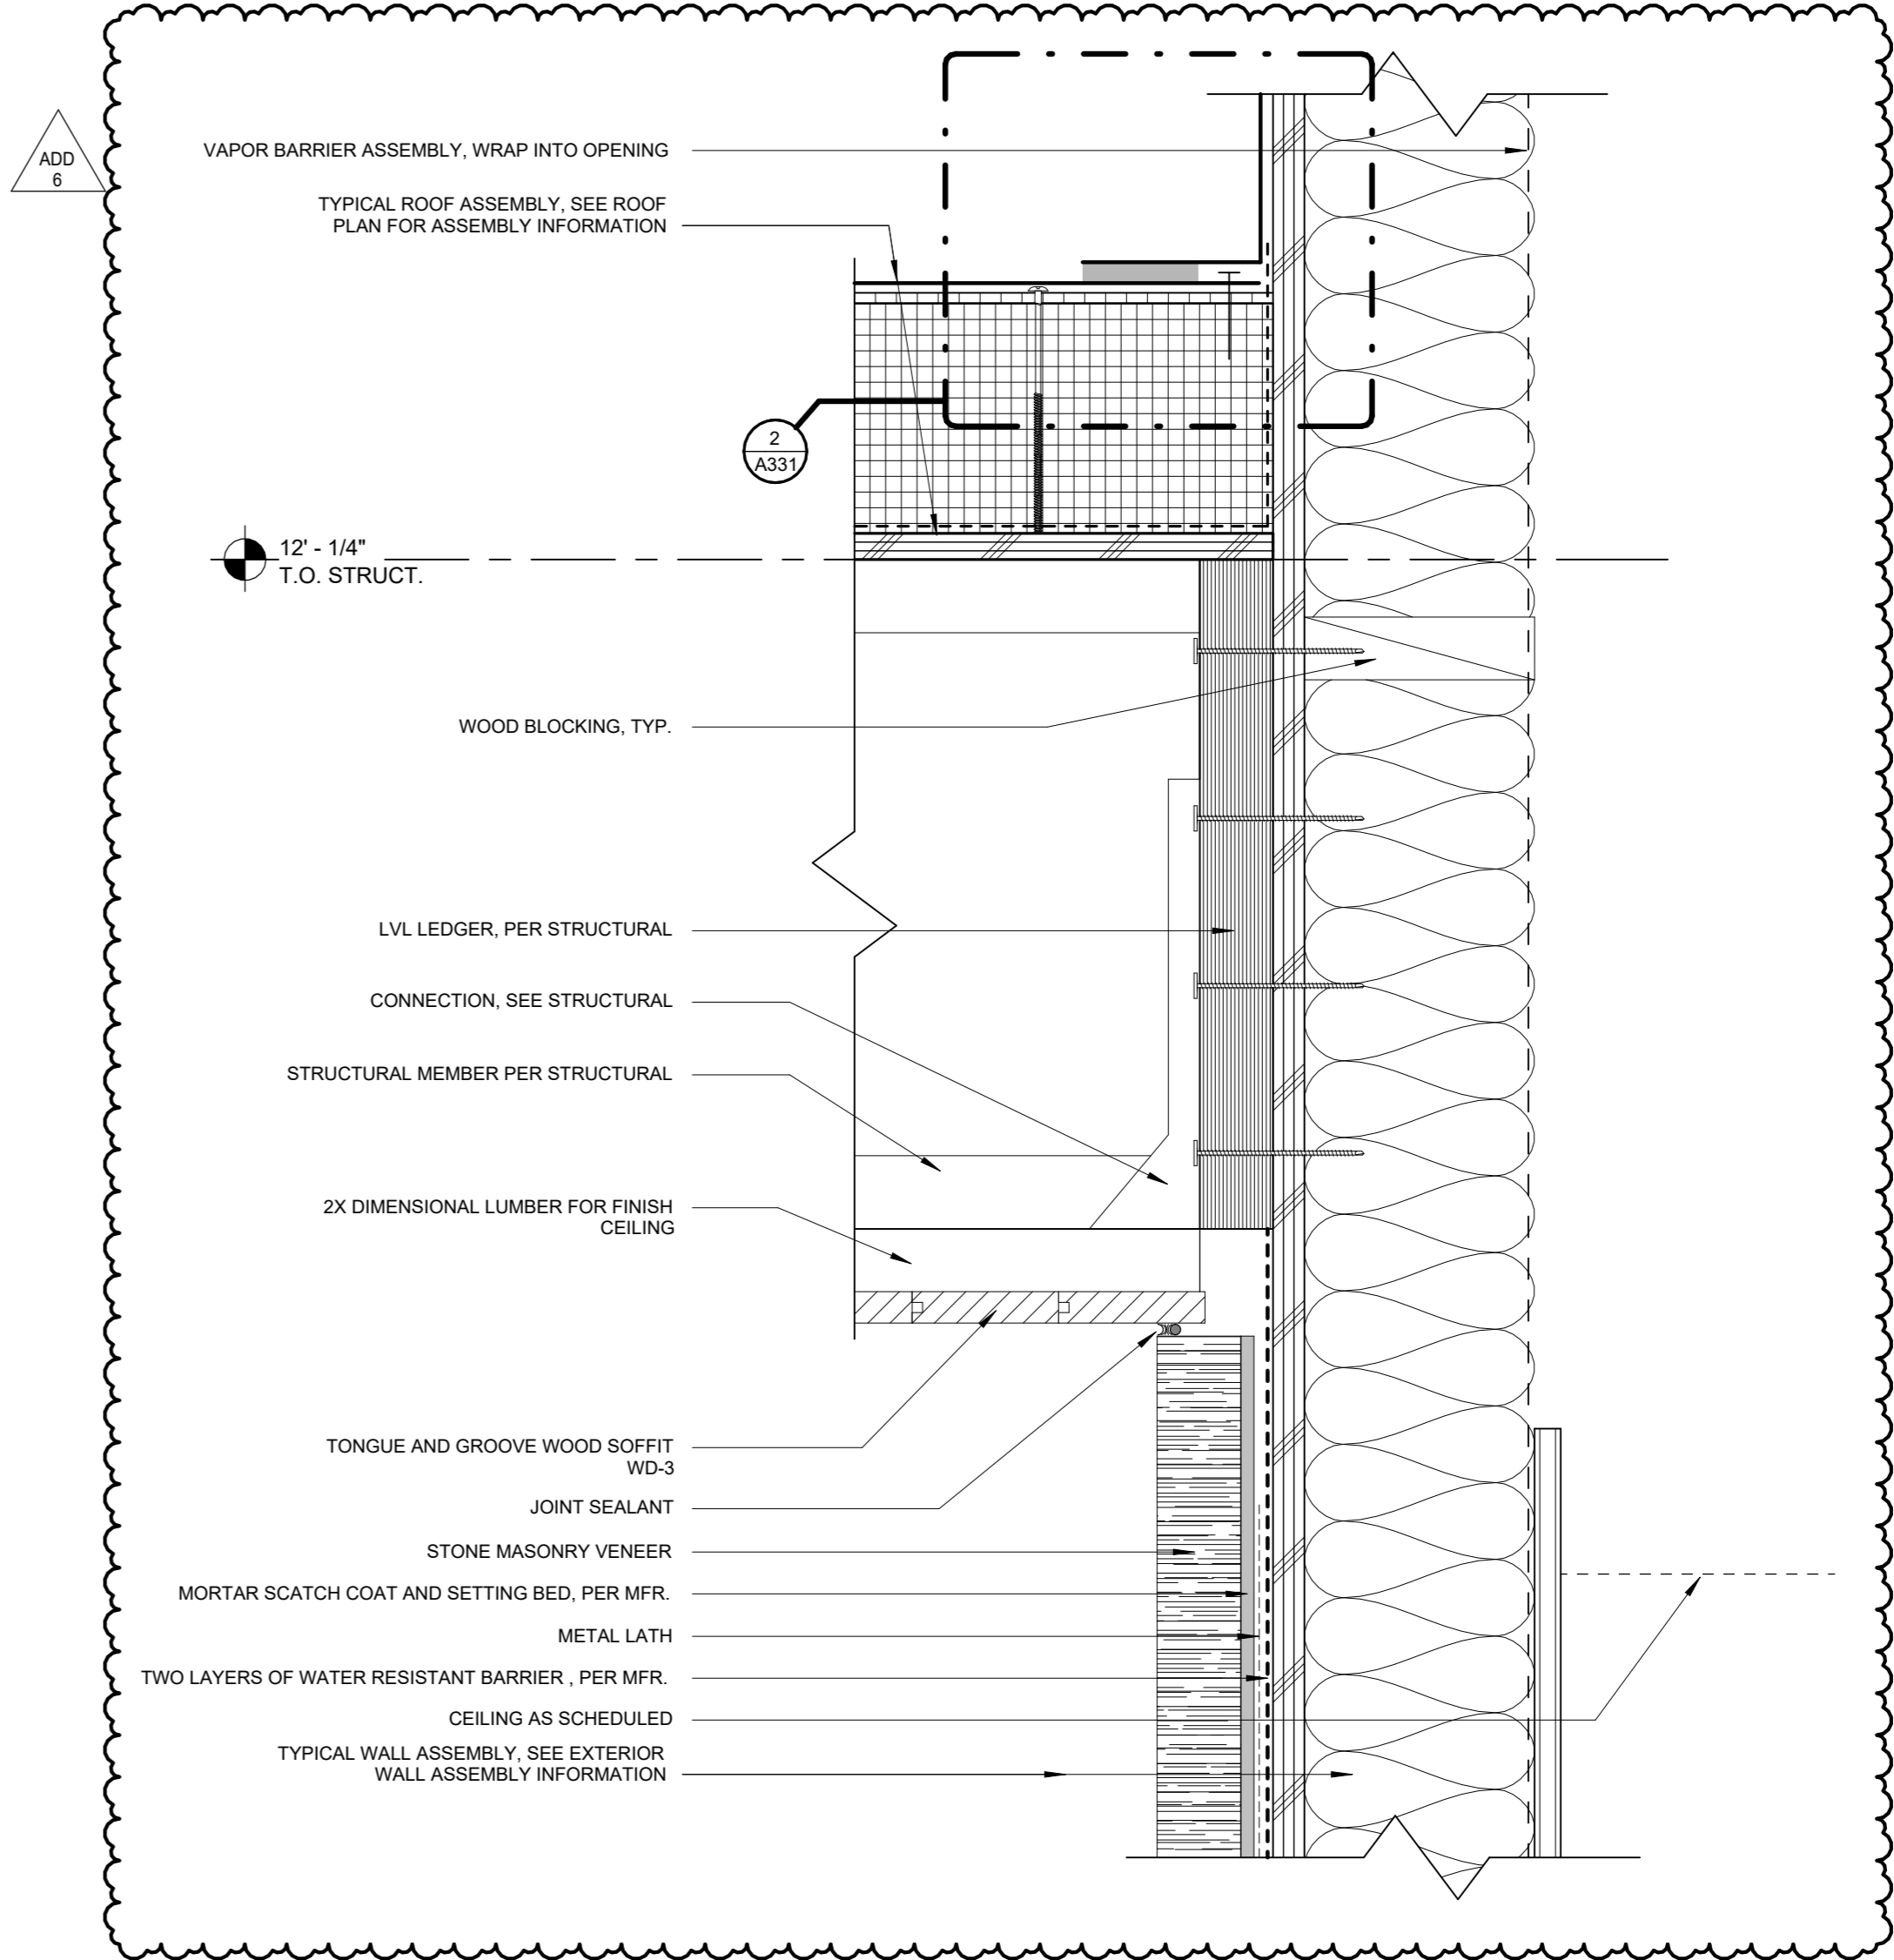 ADD
6
VAPOR BARRIER ASSEMBLY, WRAP INTO OPENING
TYPICAL ROOF ASSEMBLY, SEE ROOF
PLAN FOR ASSEMBLY INFORMATION
2
A331
12' - 1/4"
T.O. STRUCT.
WOOD BLOCKING, TYP.
LVL LEDGER, PER STRUCTURAL
CONNECTION, SEE STRUCTURAL
STRUCTURAL MEMBER PER STRUCTURAL
2X DIMENSIONAL LUMBER FOR FINISH
CEILING
TONGUE AND GROOVE WOOD SOFFIT
WD-3
JOINT SEALANT
STONE MASONRY VENEER
MORTAR SCATCH COAT AND SETTING BED, PER MFR.
METAL LATH
TWO LAYERS OF WATER RESISTANT BARRIER , PER MFR.
CEILING AS SCHEDULED
TYPICAL WALL ASSEMBLY, SEE EXTERIOR
WALL ASSEMBLY INFORMATION